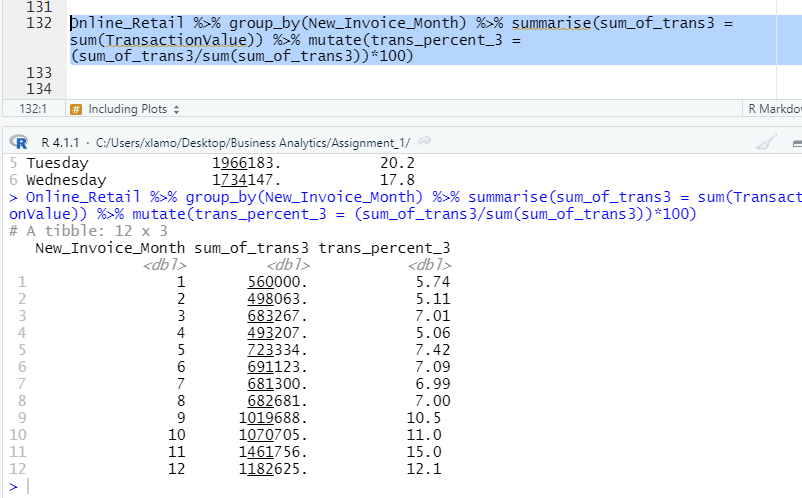 131
132 Online_Retail %>% group_by(New_Invoice_Month) %>% summarise(sum_of_trans3 =
sum(TransactionValue)) %>% mutate(trans_percent_3 =
(sum_of_trans3/sum(sum_of_trans3))*100)
133
134
132:1 # Including Plots R Markdo
R R 4.1.1 · C:/Users/xlamo/Desktop/Business Analytics/Assignment_1/
5 Tuesday 1966183. 20.2
6 Wednesday 1734147. 17.8
> Online_Retail %>% group_by(New_Invoice_Month) %>% summarise(sum_of_trans3 = sum(Transact
onValue)) %>% mutate(trans_percent_3 = (sum_of_trans3/sum(sum_of_trans3))*100)
# A tibble: 12 x 3
New_Invoice_Month sum_of_trans3 trans_percent_3
<dbl> <dbl> <dbl>
1 1 560000. 5.74
2 2 498063. 5.11
3 3 683267. 7.01
4 4 493207. 5.06
5 5 723334. 7.42
6 6 691123. 7.09
7 7 681300. 6.99
8 8 682681. 7.00
9 9 1019688. 10.5
10 10 1070705. 11.0
11 11 1461756. 15.0
12 12 1182625. 12.1
>